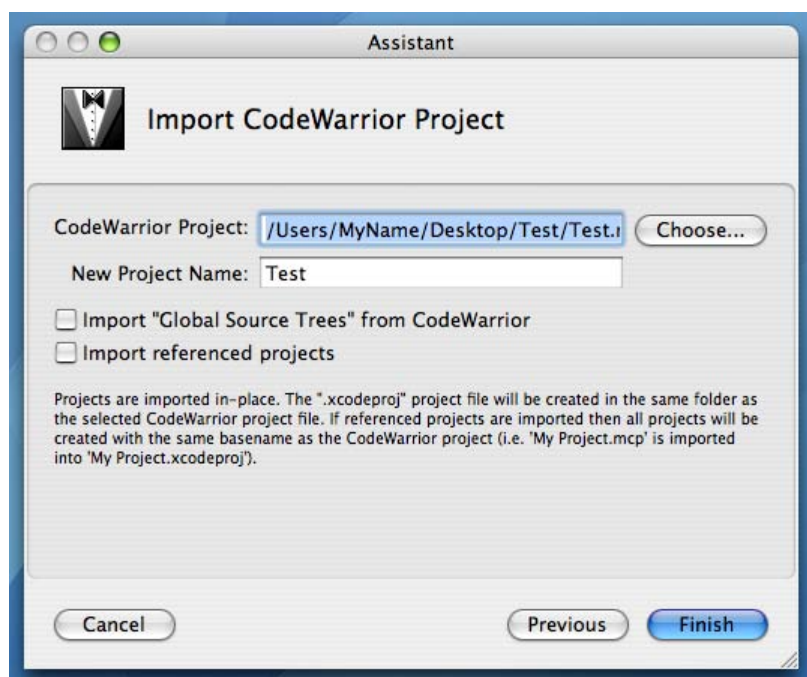 Assistant
Import CodeWarrior Project
CodeWarrior Project: /Users/MyName/Desktop/Test/Test. Choose...
New Project Name: Test
Import "Global Source Trees" from CodeWarrior
Import referenced projects
Projects are imported in-place. The ".xcodeproj" project file will be created in the same folder as
the selected CodeWarrior project file. If referenced projects are imported then all projects will be
created with the same basename as the CodeWarrior project (i.e. 'My Project.mcp' is imported
into 'My Project.xcodeproj').
Cancel Previous Finish